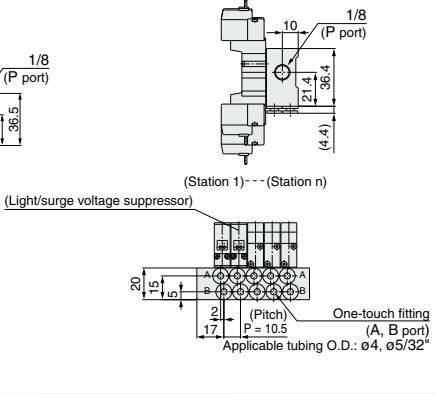 1/8
(P port)
36.5
10
1/8
(P port)
21.4
36.4
(4.4)
(Station 1)---(Station n)
(Light/surge voltage suppressor)
A A
B B
20
15
5
2
17
(Pitch)
P = 10.5
One-touch fitting
(A, B port)
Applicable tubing O.D.: ø4, ø5/32"